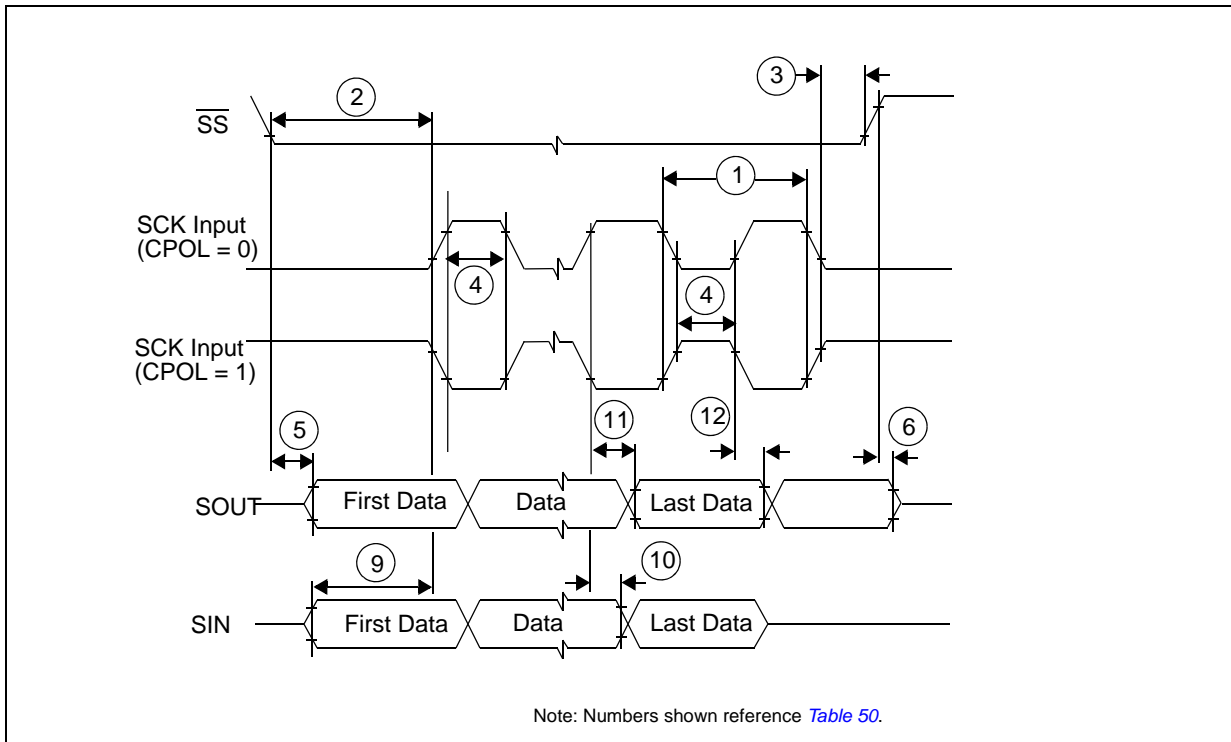 3
2
SS
1
SCK Input
(CPOL = 0)
4
4
SCK Input
(CPOL = 1)
5
11
12
6
SOUT
First Data
Data
Last Data
9
10
SIN
First Data
Data
Last Data
Note: Numbers shown reference Table 50.